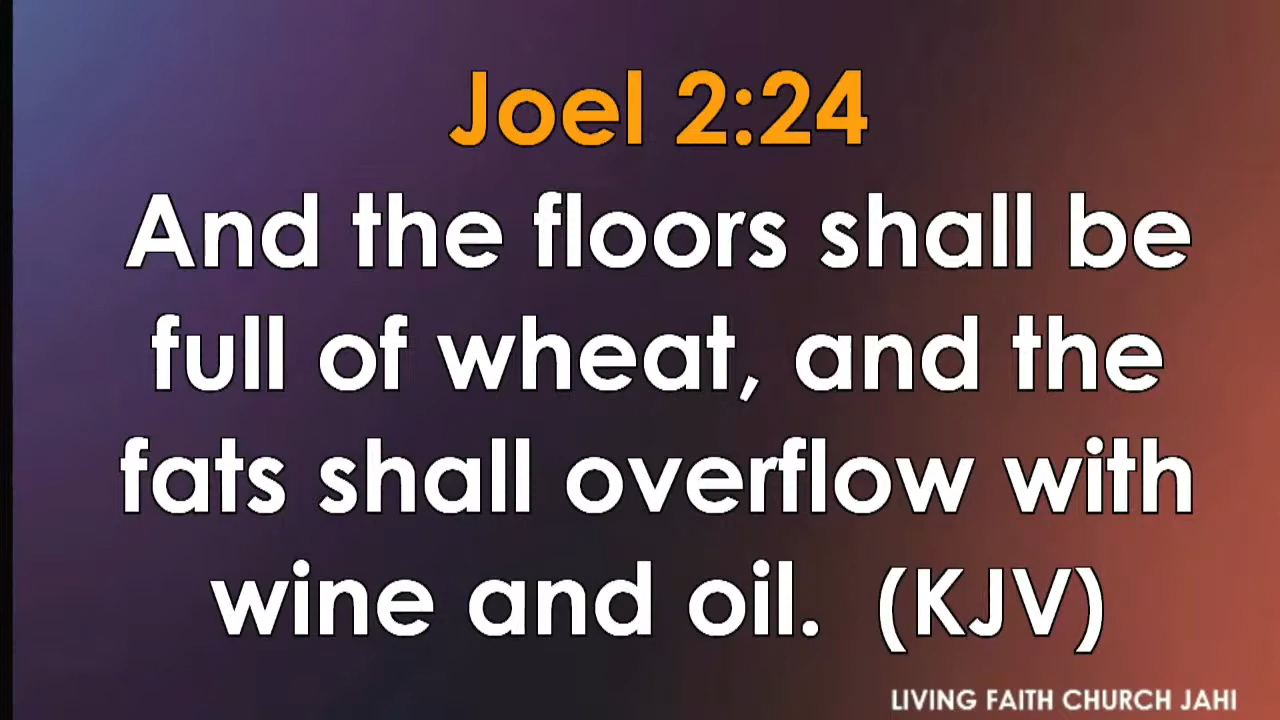 Joel 2:24
And the floors shall be
full of wheat, and the
fats shall overflow with
wine and oil.  (KJV)
LIVING FAITH CHURCH JAHI